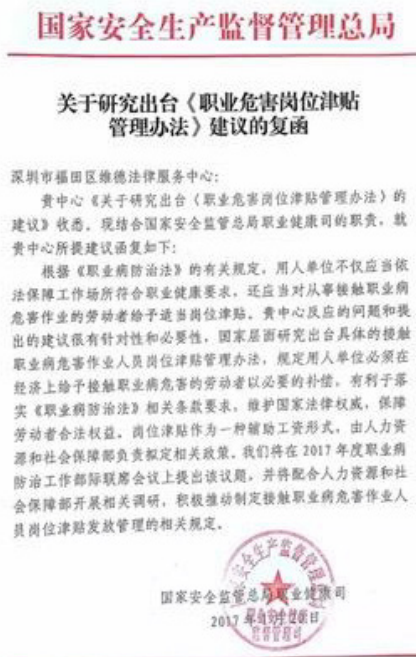 国家安全生产监督管理总局
关于研究出台《职业危害岗位津贴
管理办法》建议的复函
深圳市福田区维德法律服务中心:
贵中心《关于研究出台〈职业危害岗位津贴管理办法〉的
建议》收悉。现结合国家安全监管总局职业健康司的职责，就
贵中心所提建议函复如下:
根据《职业病防治法》的有关规定，用人单位不仅应当依
法保障工作场所符合职业健康要求，还应当对从事接触职业病
危害作业的劳动者给予适当岗位津贴。贵中心反应的问题和提
出的建议很有针对性和必要性，国家层面研究出台具体的接触
职业病危害作业人员岗位津贴管理办法，规定用人单位必须在
经济上给予接触职业病危害的劳动者以必要的补偿，有利于落
实《职业病防治法》相关条款要求，维护国家法律权威，保障
劳动者合法权益。岗位津贴作为一种辅助工资形式，由人力资
源和社会保障部负责拟定相关政策。我们将在 2017 年度职业病
防治工作部际联席会议上提出该议题，并将配合人力资源和社
会保障部开展相关调研，积极推动制定接触职业病危害作业人
员岗位津贴发放管理的相关规定。
国家安全生产监督管理总局
国家安全监管总局职业健康司
2017 年 1月 20日